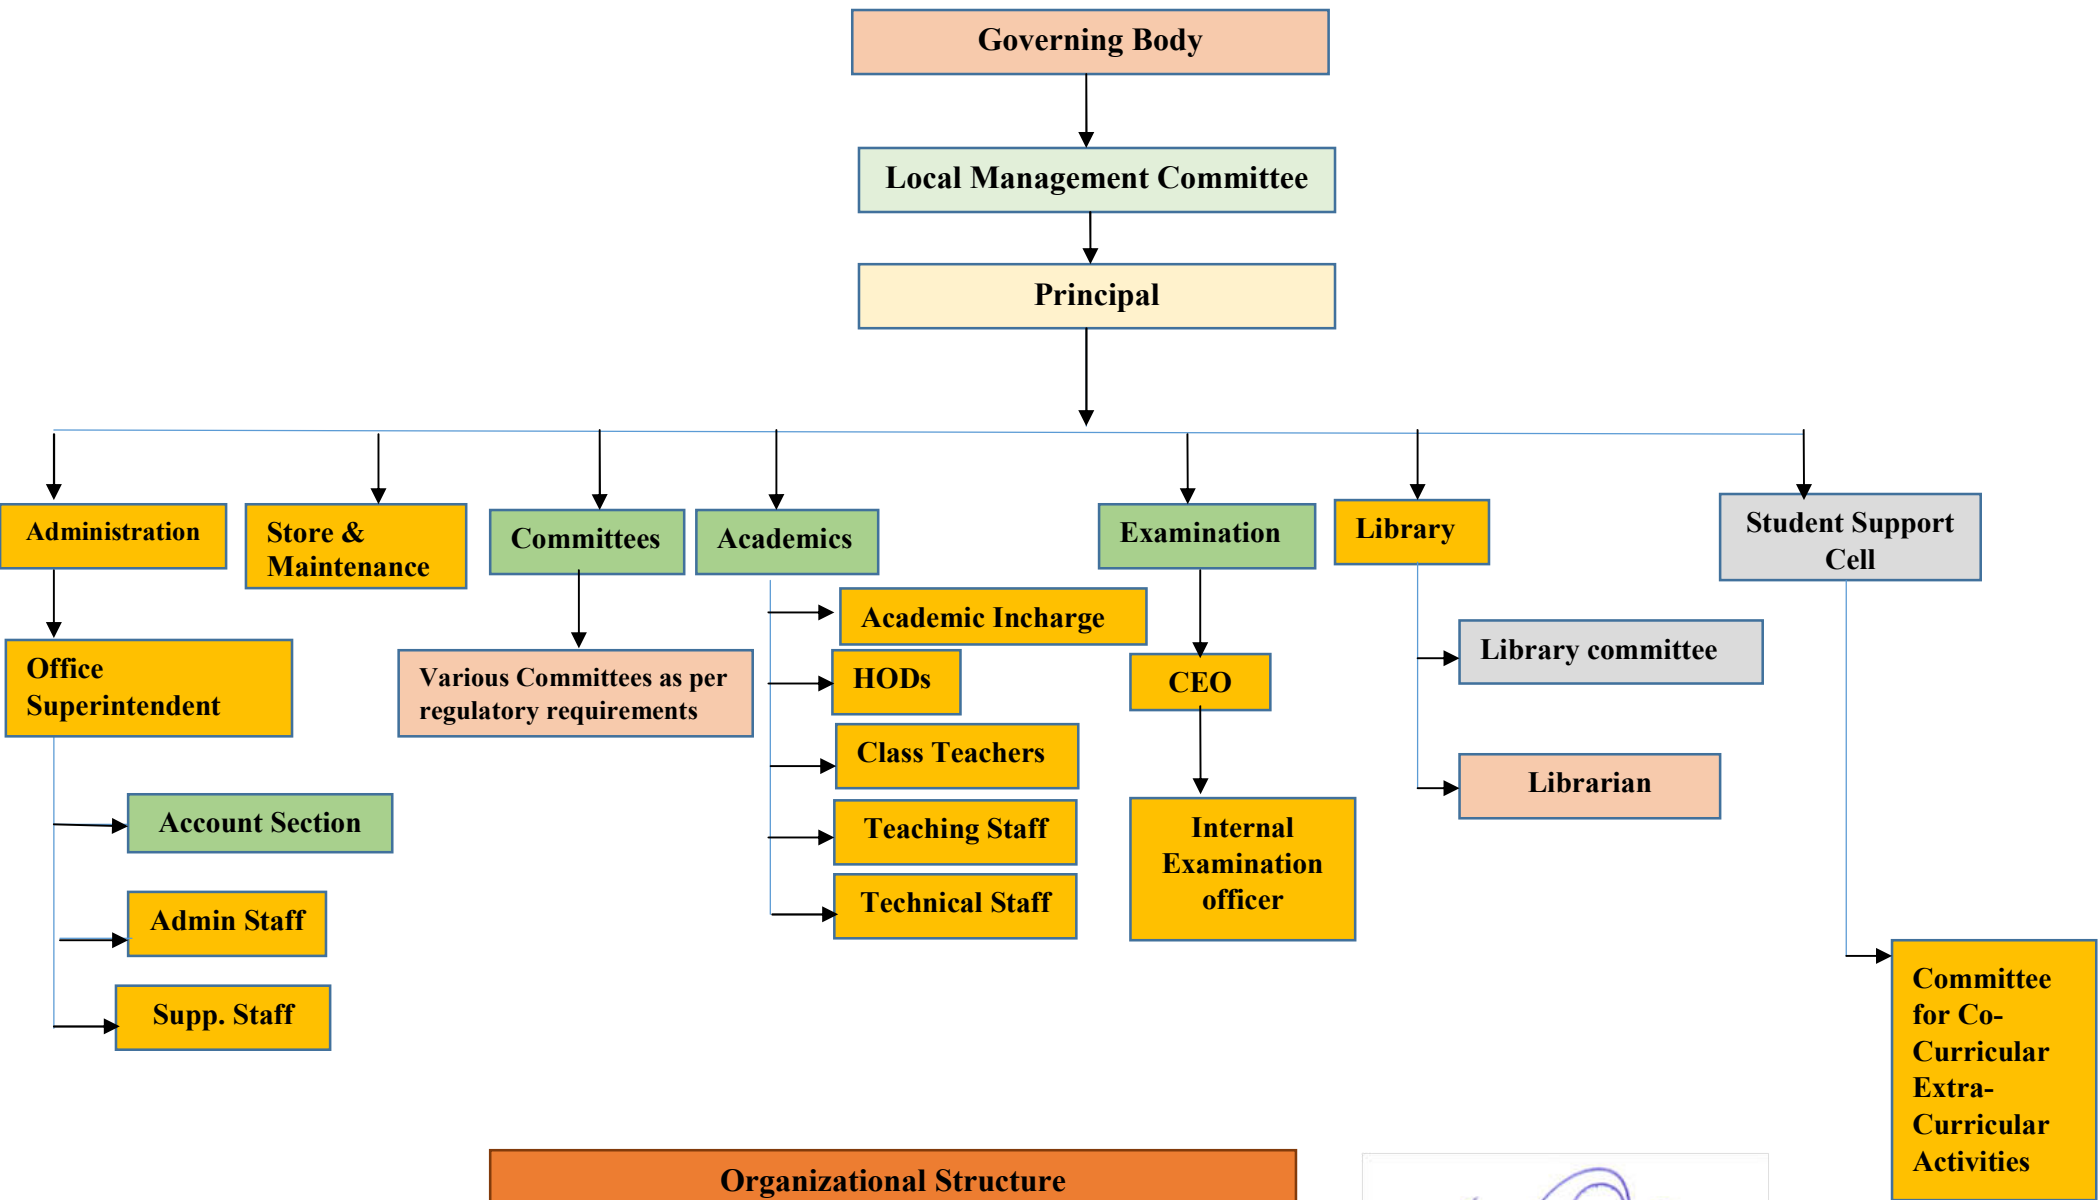 Governing Body
Local Management Committee
Principal
Administration
Store &
Maintenance
Committees
Academics
Examination
Library
Student Support
Cell
Office
Superintendent
Account Section
Admin Staff
Supp. Staff
Various Committees as per
regulatory requirements
Academic Incharge
HODs
Class Teachers
Teaching Staff
Technical Staff
CEO
Internal
Examination
officer
Library committee
Librarian
Committee
for Co-
Curricular
Extra-
Curricular
Activities
Organizational Structure